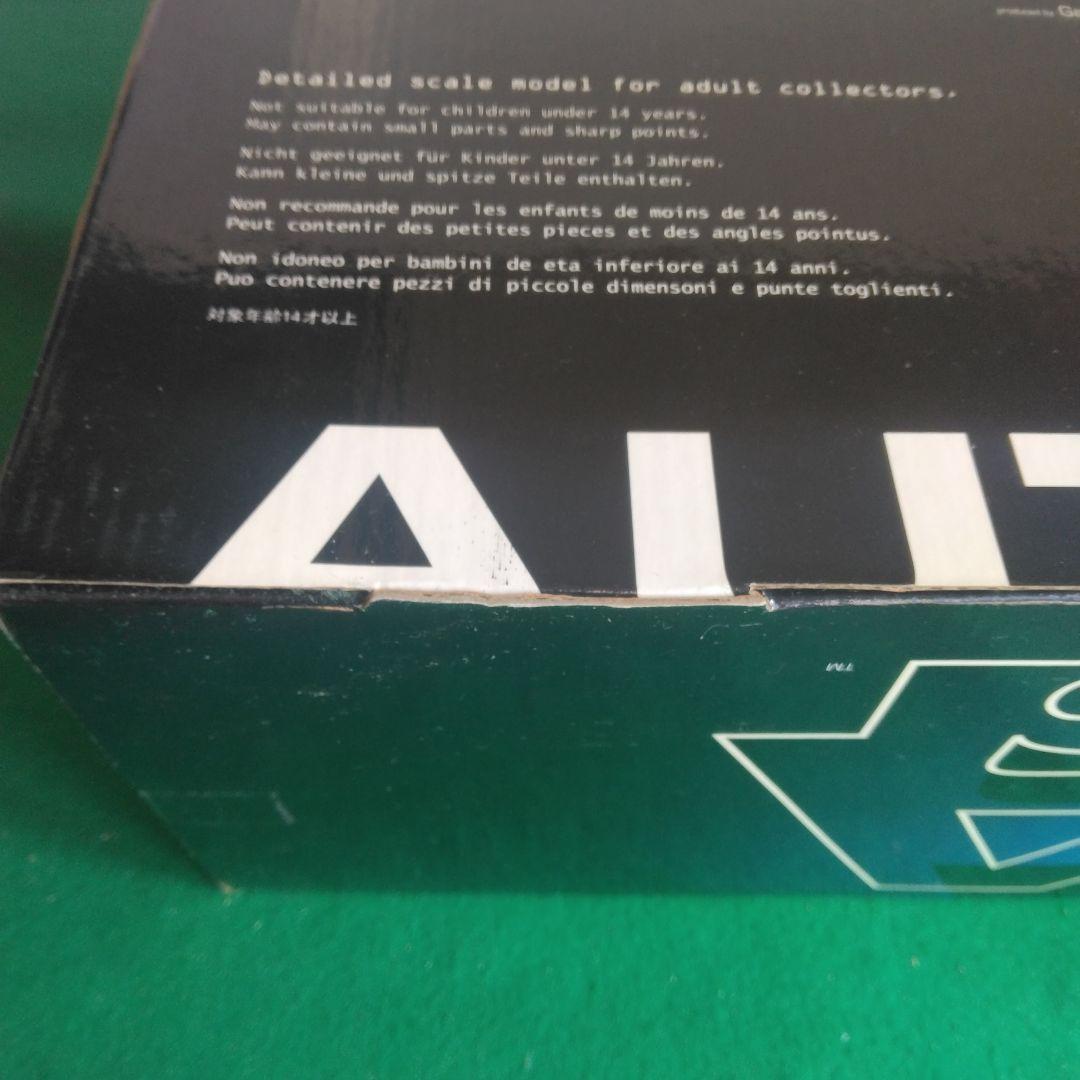 produced by
Detailed scale model for adult collectors.
Not suitable for children under 14 years.
May contain small parts and sharp points.
Nicht geeignet für Kinder unter 14 Jahren.
Kann kleine und spitze Teile enthalten.
Non recommande pour les enfants de moins de 14 ans.
Peut contenir des petites pieces et des angles pointus.
Non idoneo per bambini de eta inferiore ai 14 anni.
Puo contenere pezzi di piccole dimensoni e punte toglienti.
対象年齢14才以上
TM